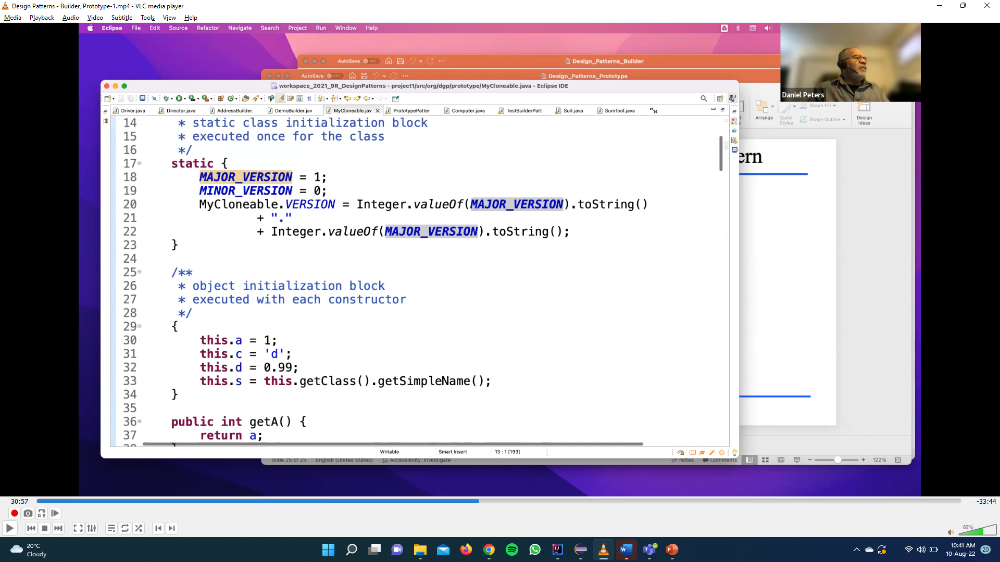 Design Patterns - Builder, Prototype-1.mp4 - VLC media player
Media Playback Audio Video Subtitle Tools View Help
Eclipse File Edit Source Refactor Navigate Search Project Run Window Help
AutoSave OFF Design_Patterns_Builder
AutoSave OFF Design_Patterns_Prototype
workspace_2021_9R_DesignPatterns - project1/src/org/dgp/prototype/MyCloneable.java - Eclipse IDE
Daniel Peters
Driver.java Director.java AddressBuilder. DemoBuilder.jav MyCloneable.jav PrototypePatter Computer.java TestBuilderPatt Suit.java SumTool.java »14
Arrange Quick Styles Shape Fill Shape Outline Design Ideas
ern
14 * static class initialization block
15 * executed once for the class
16 */
17 static {
18 MAJOR_VERSION = 1;
19 MINOR_VERSION = 0;
20 MyCloneable.VERSION = Integer.valueOf(MAJOR_VERSION).toString()
21 + "."
22 + Integer.valueOf(MAJOR_VERSION).toString();
23 }
24
25 /**
26 * object initialization block
27 * executed with each constructor
28 */
29 {
30 this.a = 1;
31 this.c = 'd';
32 this.d = 0.99;
33 this.s = this.getClass().getSimpleName();
34 }
35
36 public int getA() {
37 return a;
Writable Smart Insert 13 : 1 [193]
Slide 25 of 25 English (United States) Accessibility: Investigate Notes Comments 122%
30:57 -33:44
80%
20°C
Cloudy
10:41 AM
10-Aug-22
20